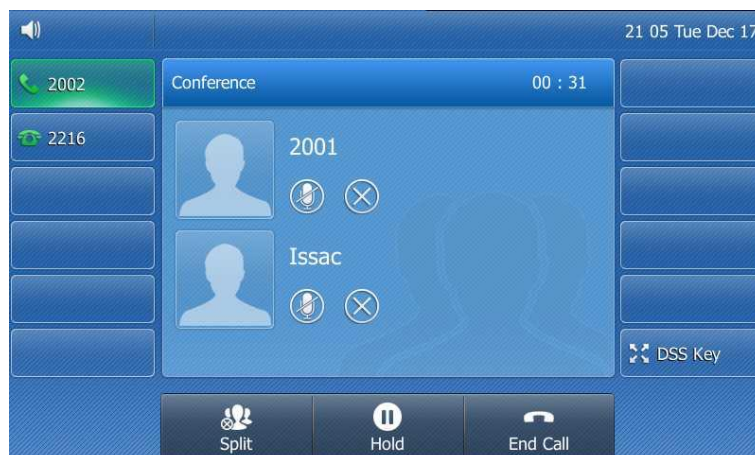 21 05 Tue Dec 17
2002
2216
Conference 00 : 31
2001
Issac
DSS Key
Split Hold End Call